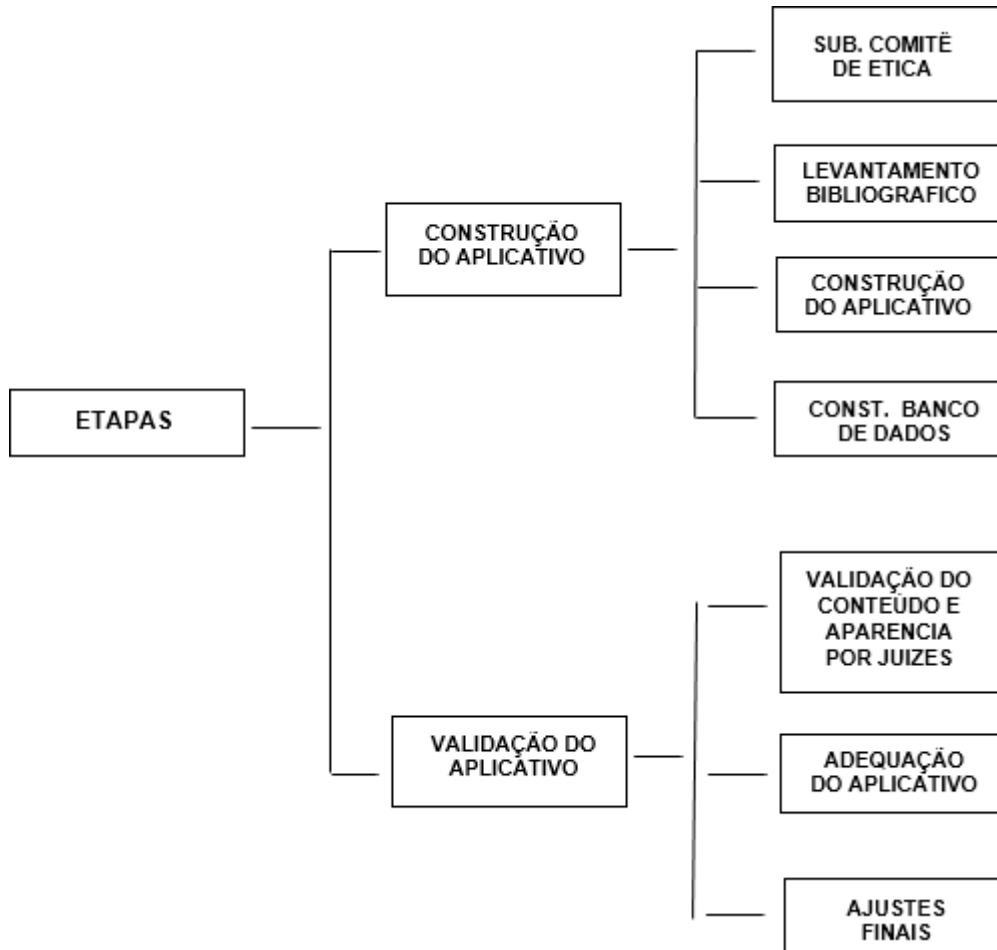 ETAPAS
CONSTRUÇÃO
DO APLICATIVO
SUB. COMITÊ
DE ETICA
LEVANTAMENTO
BIBLIOGRAFICO
CONSTRUÇÃO
DO APLICATIVO
CONST. BANCO
DE DADOS
VALIDAÇÃO DO
APLICATIVO
VALIDAÇÃO DO
CONTEÚDO E
APARENCIA
POR JUIZES
ADEQUAÇÃO
DO APLICATIVO
AJUSTES
FINAIS